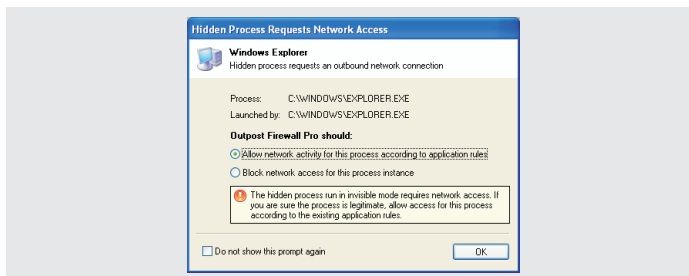 Hidden Process Requests Network Access
Windows Explorer
Hidden process requests an outbound network connection
Process: C:\WINDOWS\EXPLORER.EXE
Launched by: C:\WINDOWS\EXPLORER.EXE
Outpost Firewall Pro should:
Allow network activity for this process according to application rules
Block network access for this process instance
The hidden process run in invisible mode requires network access. If
you are sure the process is legitimate, allow access for this process
according to the existing application rules.
Do not show this prompt again
OK